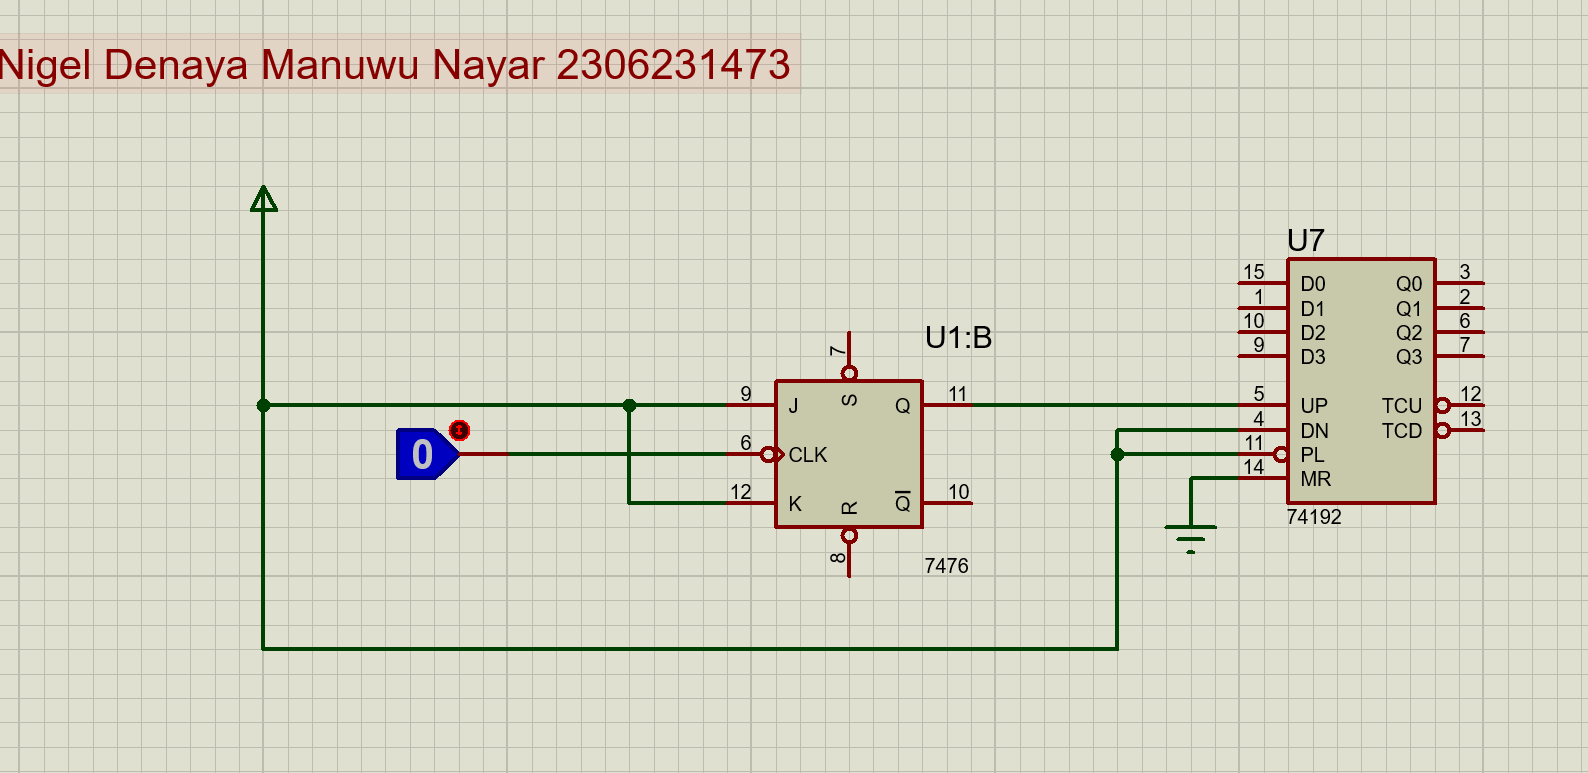 Nigel Denaya Manuwu Nayar 2306231473
U7
15 D0 Q0 3
1 D1 Q1 2
10 D2 Q2 6
9 D3 Q3 7
5 UP TCU 12
4 DN TCD 13
11 PL
14 MR
74192
U1:B
7
S
9 J Q 11
0
6 CLK
12 K Q 10
R
8
7476